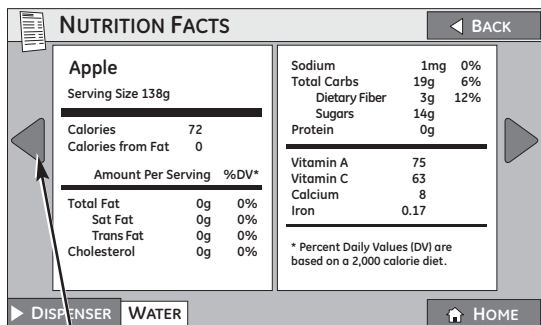 NUTRITION FACTS
BACK
Apple
Serving Size 138g
Calories 72
Calories from Fat 0
Amount Per Serving %DV*
Total Fat 0g 0%
Sat Fat 0g 0%
Trans Fat 0g 0%
Cholesterol 0g 0%
Sodium 1mg 0%
Total Carbs 19g 6%
Dietary Fiber 3g 12%
Sugars 14g
Protein 0g
Vitamin A 75
Vitamin C 63
Calcium 8
Iron 0.17
* Percent Daily Values (DV) are
based on a 2,000 calorie diet.
DISPENSER WATER
HOME